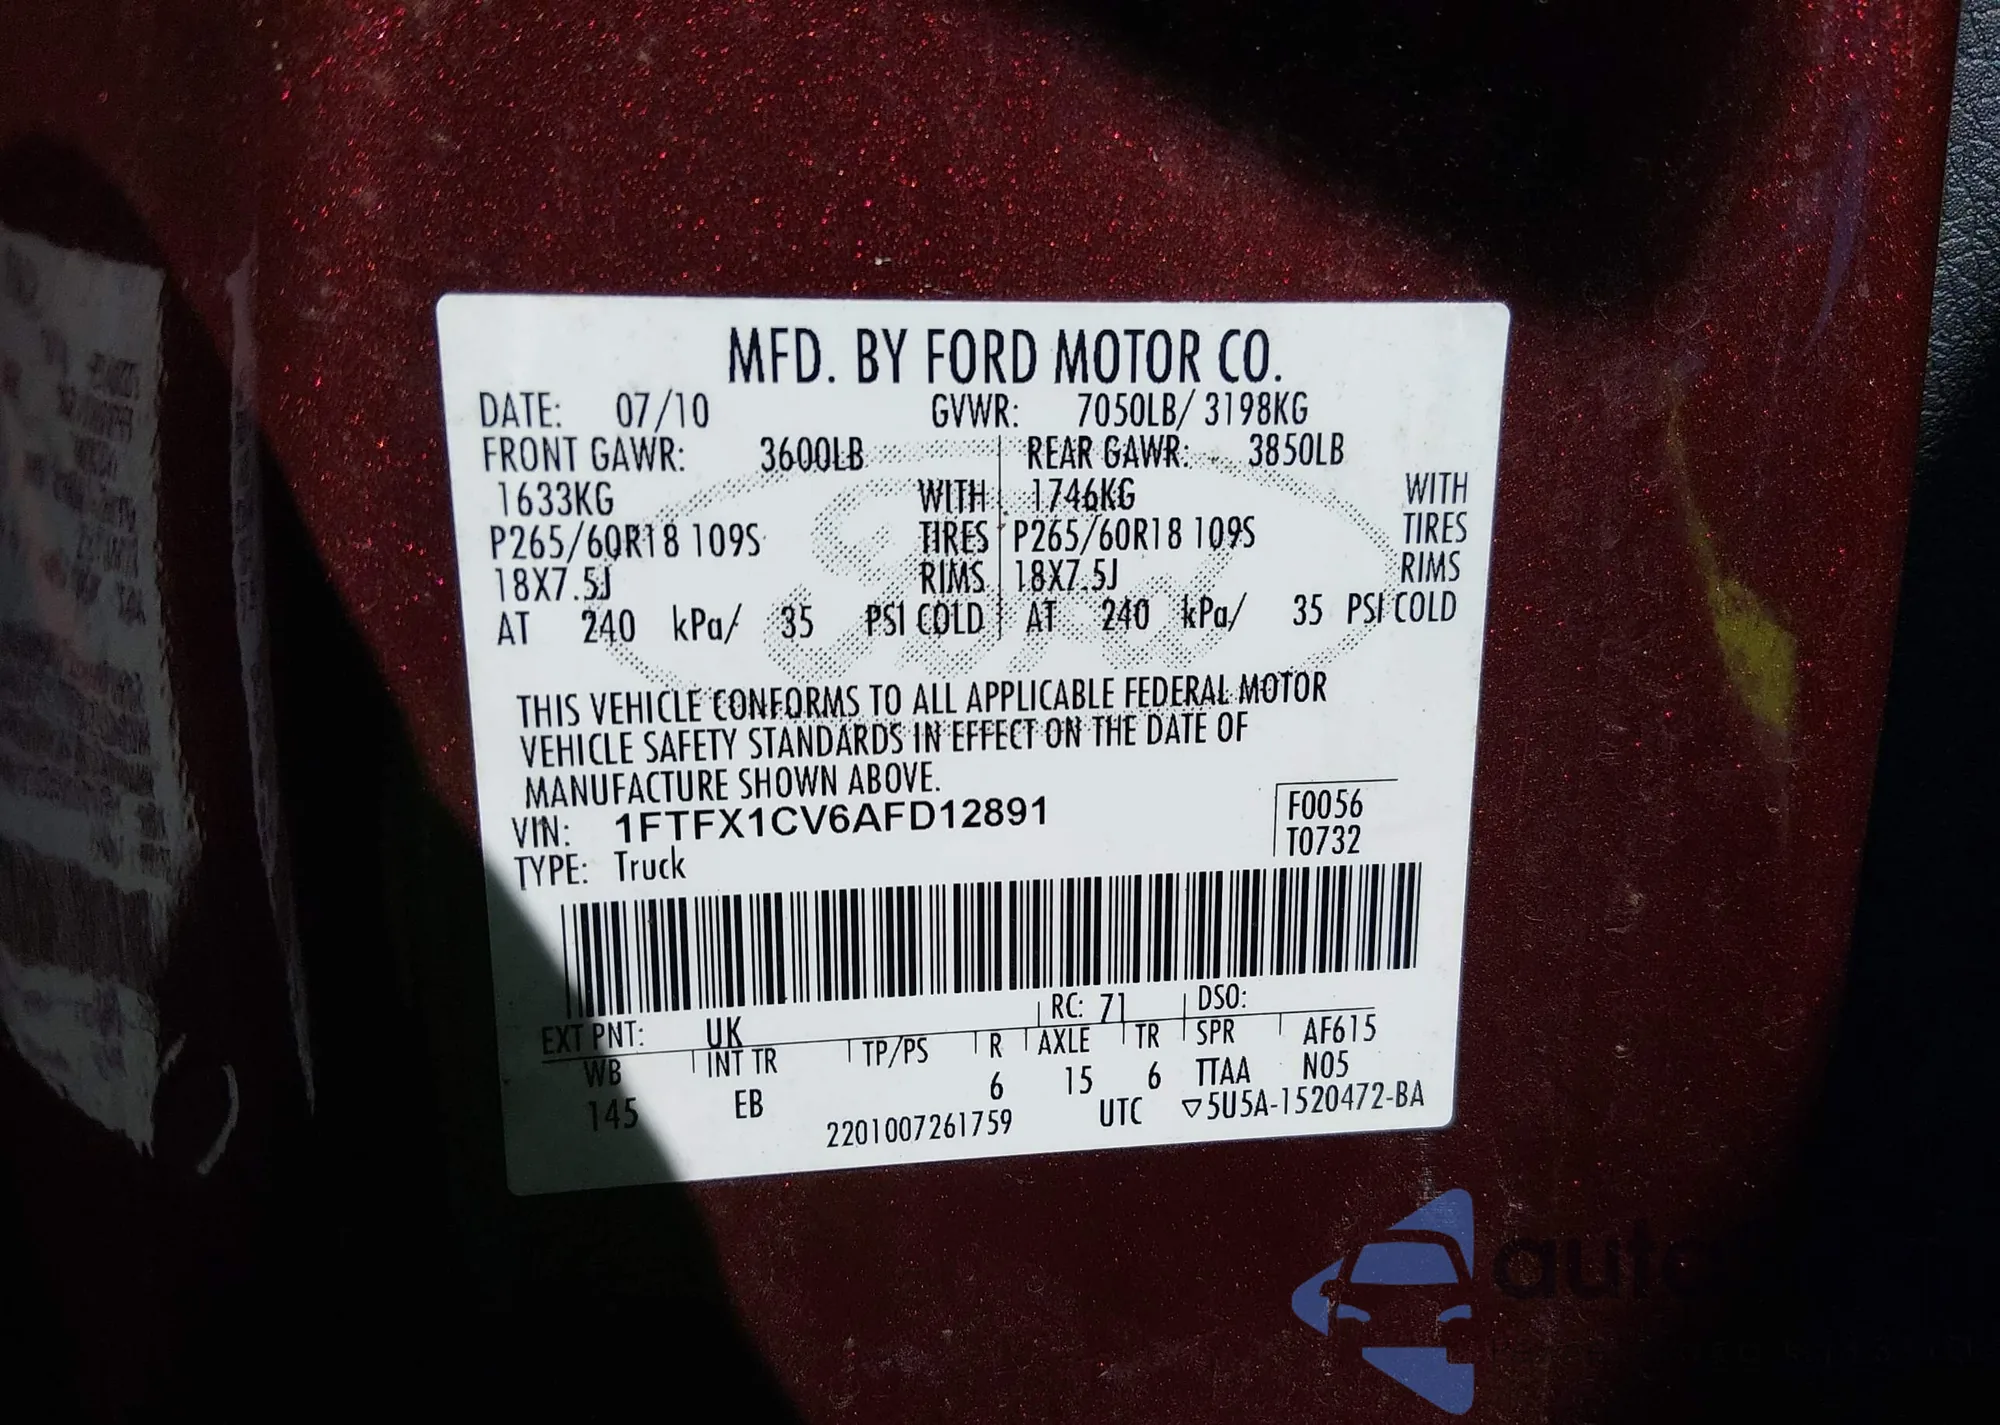 MFD. BY FORD MOTOR CO.
DATE: 07/10 GVWR: 7050LB/ 3198KG
FRONT GAWR: 3600LB REAR GAWR: 3850LB
1633KG WITH 1746KG WITH
P265/60R18 109S TIRES P265/60R18 109S TIRES
18X7.5J RIMS 18X7.5J RIMS
AT 240 kPa/ 35 PSI COLD AT 240 kPa/ 35 PSI COLD
THIS VEHICLE CONFORMS TO ALL APPLICABLE FEDERAL MOTOR
VEHICLE SAFETY STANDARDS IN EFFECT ON THE DATE OF
MANUFACTURE SHOWN ABOVE.
VIN: 1FTFX1CV6AFD12891 F0056
TYPE: Truck T0732
RC: 71 DSO:
EXT PNT: UK
WB INT TR TP/PS R AXLE TR SPR AF615
145 EB 6 15 6 TTAA N05
2201007261759 UTC ▽5U5A-1520472-BA